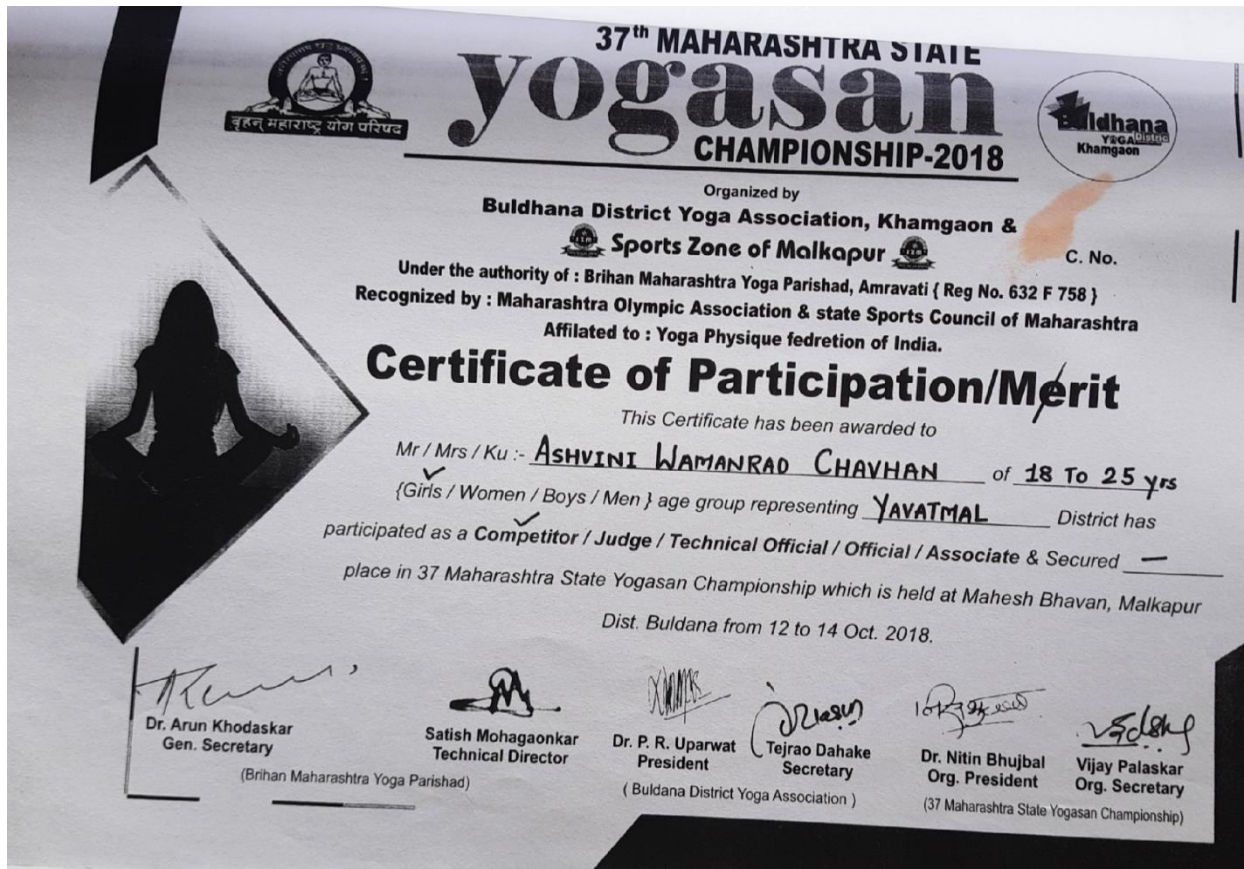 37th MAHARASHTRA STATE
yogasan
CHAMPIONSHIP-2018
बृहन् महाराष्ट्र योग परिषद
Buldhana
YOGA Distric
Khamgaon
Organized by
Buldhana District Yoga Association, Khamgaon &
Sports Zone of Malkapur
C. No.
Under the authority of : Brihan Maharashtra Yoga Parishad, Amravati { Reg No. 632 F 758 }
Recognized by : Maharashtra Olympic Association & state Sports Council of Maharashtra
Affilated to : Yoga Physique fedretion of India.
Certificate of Participation/Merit
This Certificate has been awarded to
Mr / Mrs / Ku :- ASHVINI WAMANRAO CHAVHAN of 18 To 25 yrs
{Girls / Women / Boys / Men } age group representing YAVATMAL District has
participated as a Competitor / Judge / Technical Official / Official / Associate & Secured —
place in 37 Maharashtra State Yogasan Championship which is held at Mahesh Bhavan, Malkapur
Dist. Buldana from 12 to 14 Oct. 2018.
Dr. Arun Khodaskar
Gen. Secretary
Satish Mohagaonkar
Technical Director
(Brihan Maharashtra Yoga Parishad)
Dr. P. R. Uparwat
President
Tejrao Dahake
Secretary
( Buldana District Yoga Association )
Dr. Nitin Bhujbal
Org. President
Vijay Palaskar
Org. Secretary
(37 Maharashtra State Yogasan Championship)